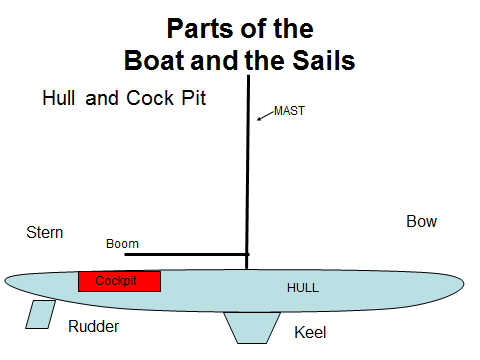 Parts of the
Boat and the Sails
Hull and Cock Pit
MAST
Bow
Stern
Boom
Cockpit
HULL
Rudder
Keel